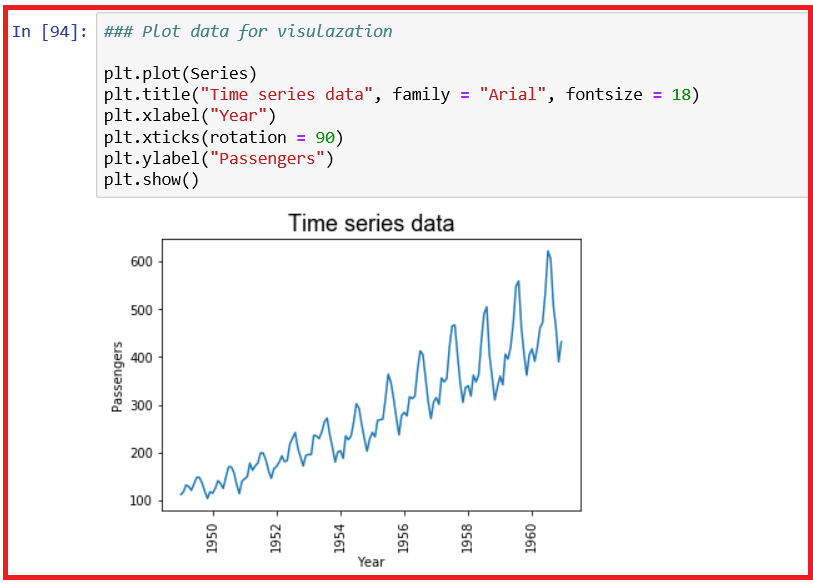 In [94]: ### Plot data for visulazation
plt.plot(Series)
plt.title("Time series data", family = "Arial", fontsize = 18)
plt.xlabel("Year")
plt.xticks(rotation = 90)
plt.ylabel("Passengers")
plt.show()
Time series data
600
500
400
300
200
100
Passengers
1950 1952 1954 1956 1958 1960
Year